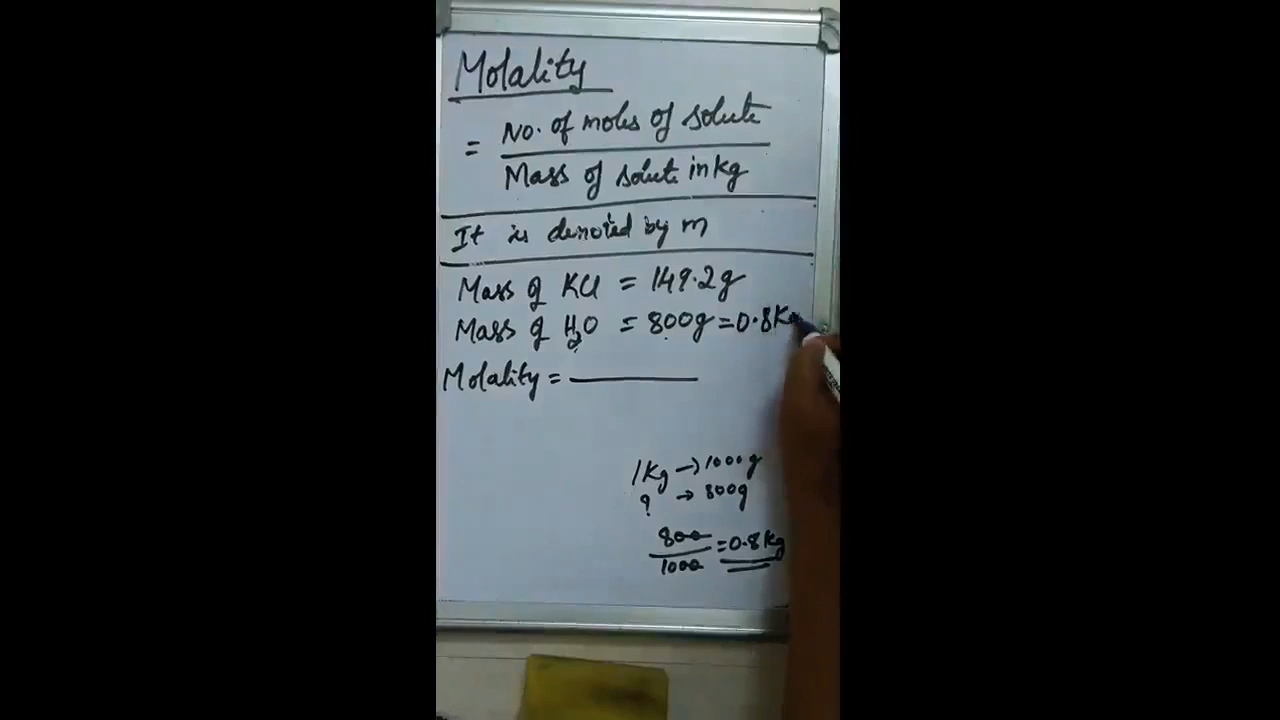 Molality
= No. of moles of solute
Mass of solute in kg
It is denoted by m
Mass of KCl = 149.2g
Mass of H2O = 800g = 0.8Kg
Molality =
1Kg → 1000g
? → 800g
800
1000
= 0.8Kg